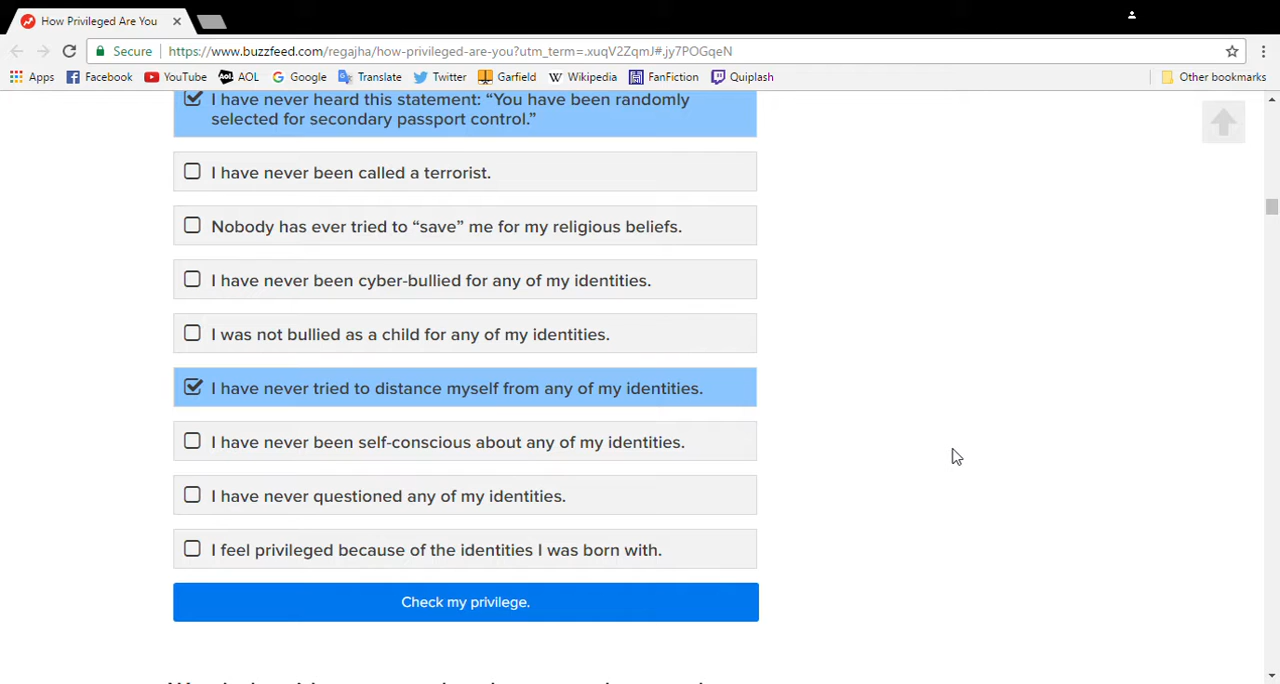 How Privileged Are You
Secure
https://www.buzzfeed.com/regajha/how-privileged-are-you?utm_term=.xuqV2ZqmJ#.jy7POGqeN
Apps Facebook YouTube AOL Google Translate Twitter Garfield Wikipedia FanFiction Quiplash Other bookmarks
I have never heard this statement: “You have been randomly
selected for secondary passport control.”
I have never been called a terrorist.
Nobody has ever tried to “save” me for my religious beliefs.
I have never been cyber-bullied for any of my identities.
I was not bullied as a child for any of my identities.
I have never tried to distance myself from any of my identities.
I have never been self-conscious about any of my identities.
I have never questioned any of my identities.
I feel privileged because of the identities I was born with.
Check my privilege.